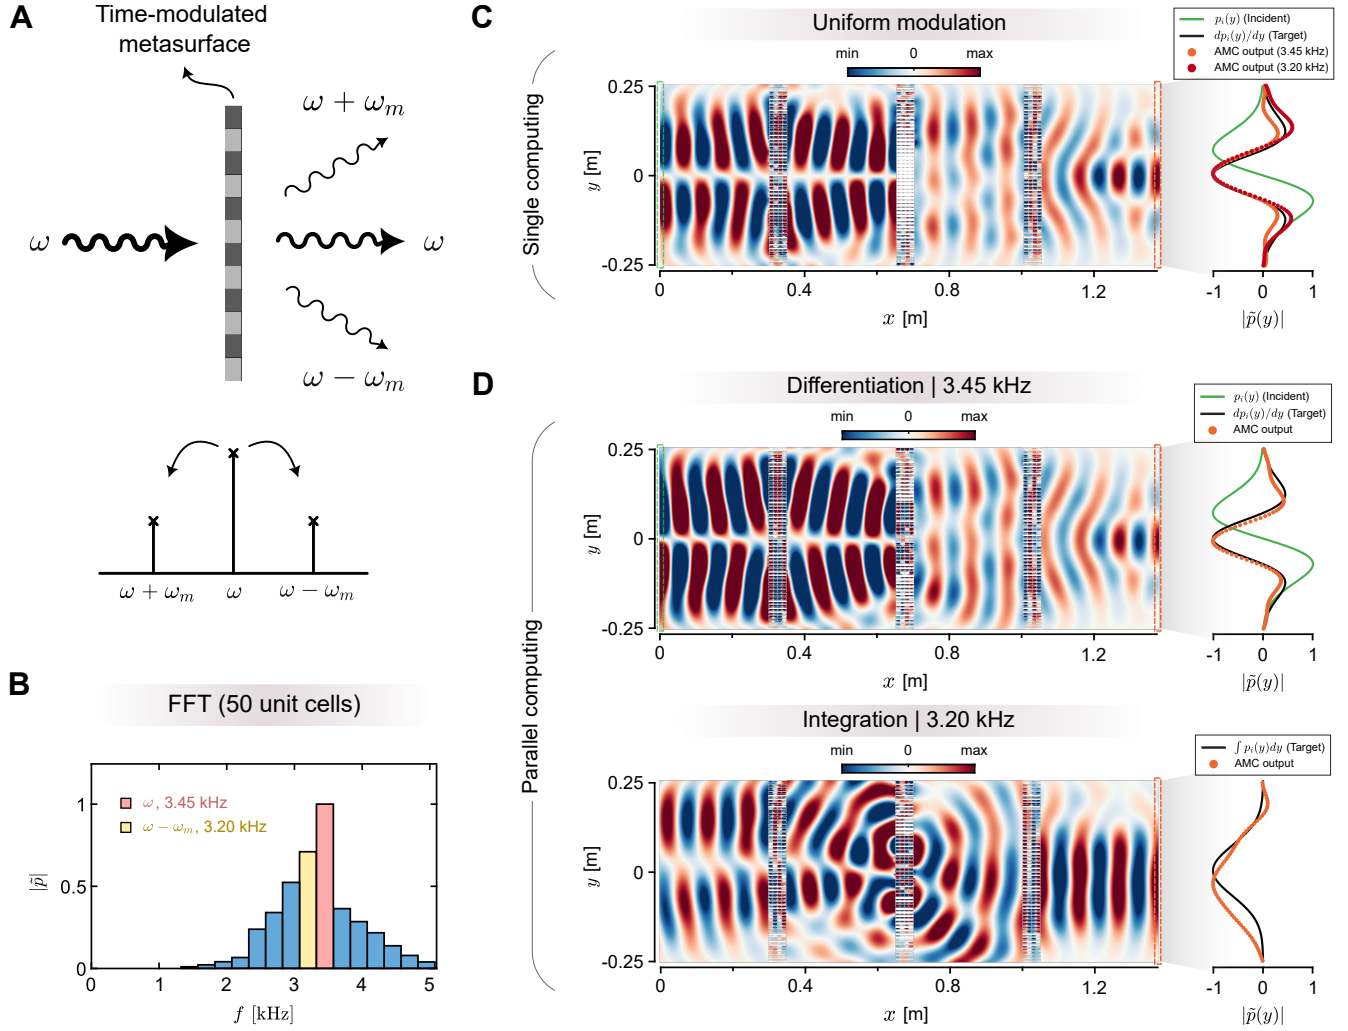 A
Time-modulated
metasurface
ω + ω_m
ω
ω
ω − ω_m
ω + ω_m
ω
ω − ω_m
B
FFT (50 unit cells)
ω, 3.45 kHz
ω − ω_m, 3.20 kHz
1
0.5
0
|p̃|
0
1
2
3
4
5
f [kHz]
C
Single computing
Uniform modulation
min
0
max
0.25
0
-0.25
y [m]
0
0.4
0.8
1.2
x [m]
p_i(y) (Incident)
dp_i(y)/dy (Target)
AMC output (3.45 kHz)
AMC output (3.20 kHz)
-1
0
1
|p̃(y)|
D
Parallel computing
Differentiation | 3.45 kHz
min
0
max
0.25
0
-0.25
y [m]
0
0.4
0.8
1.2
x [m]
p_i(y) (Incident)
dp_i(y)/dy (Target)
AMC output
-1
0
1
|p̃(y)|
Integration | 3.20 kHz
min
0
max
0.25
0
-0.25
y [m]
0
0.4
0.8
1.2
x [m]
∫ p_i(y)dy (Target)
AMC output
-1
0
1
|p̃(y)|